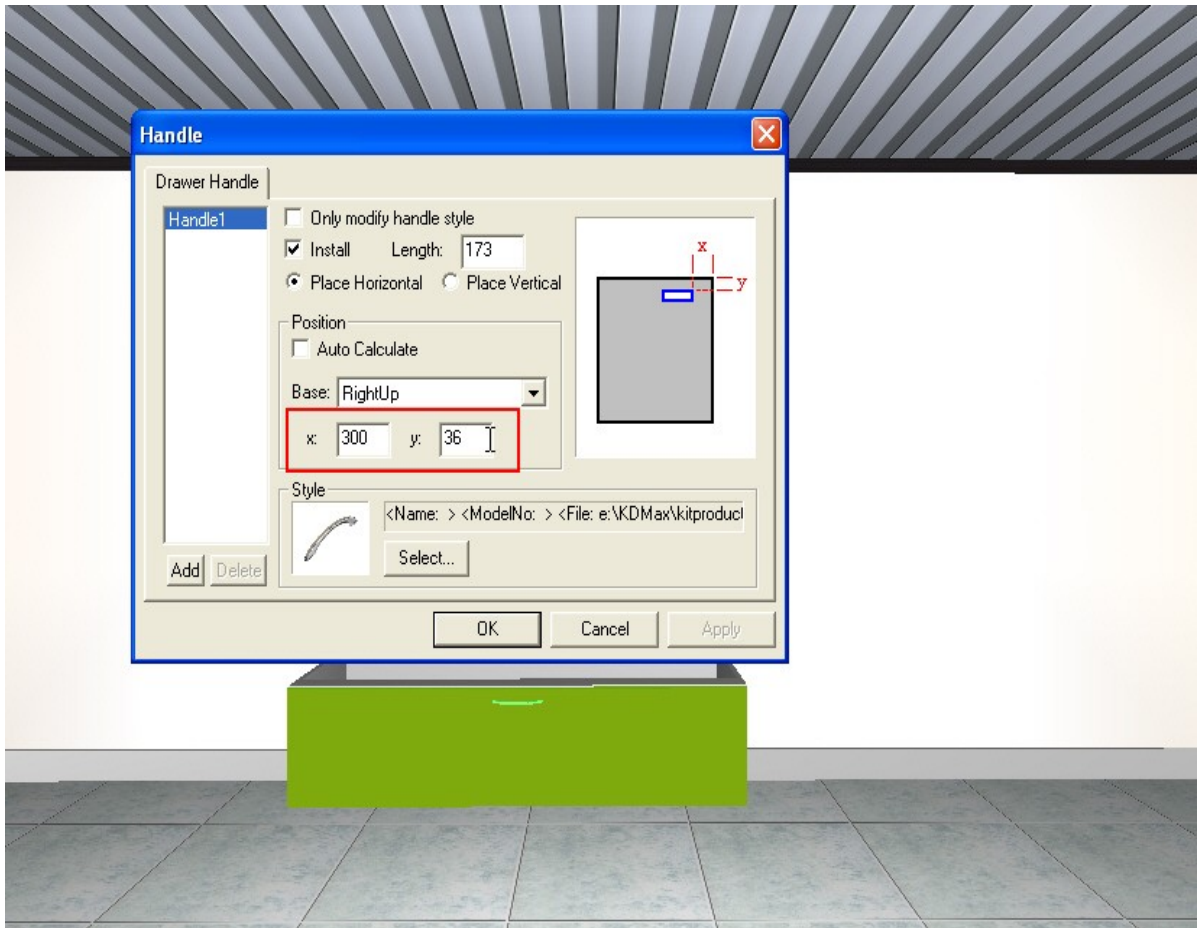 Handle
Drawer Handle
Handle1
Only modify handle style
Install Length: 173
Place Horizontal Place Vertical
Position
Auto Calculate
Base: RightUp
x: 300 y: 36
x
y
Style
<Name: > <ModelNo: > <File: e:\KDMax\kitproduct
Select...
Add Delete
OK Cancel Apply